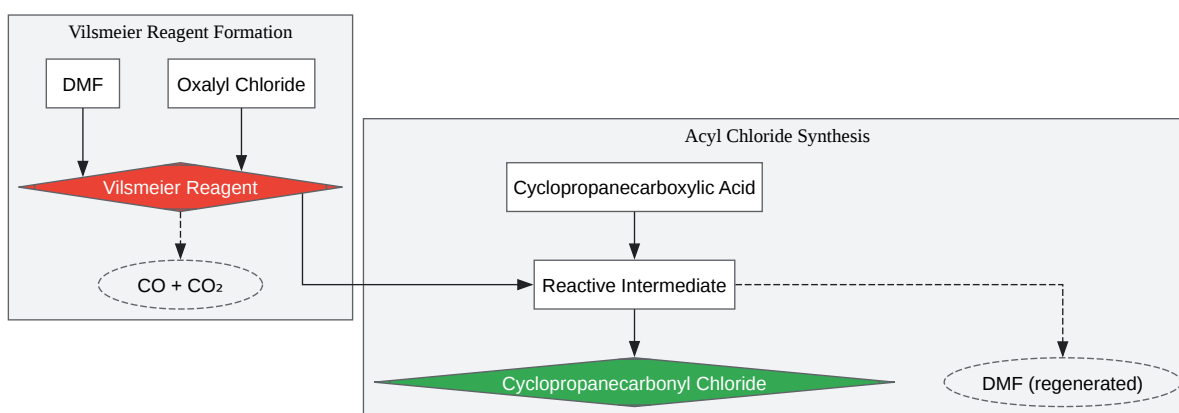 Vilsmeier Reagent Formation
DMF
Oxalyl Chloride
Vilsmeier Reagent
CO + CO₂
Acyl Chloride Synthesis
Cyclopropanecarboxylic Acid
Reactive Intermediate
Cyclopropanecarbonyl Chloride
DMF (regenerated)